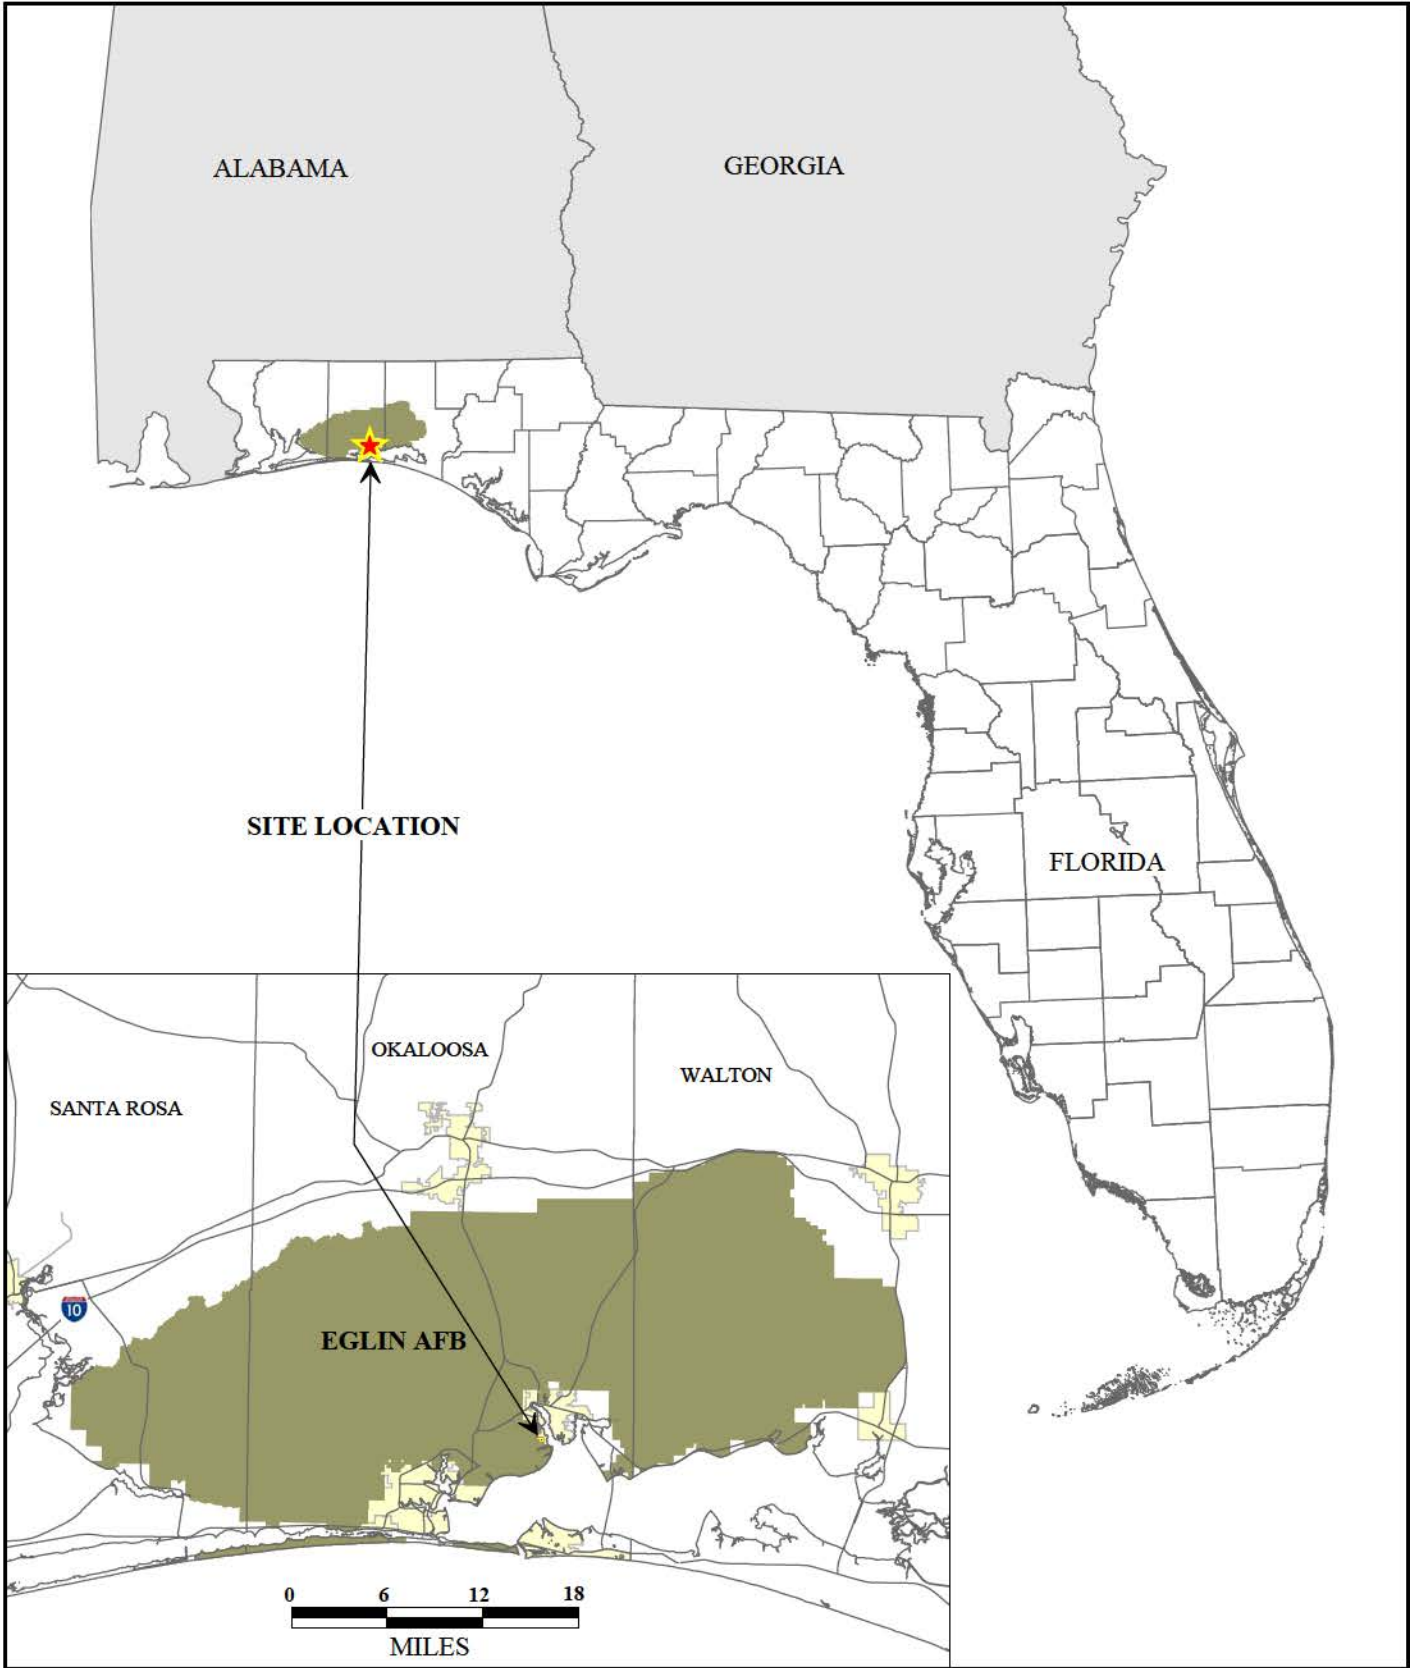 ALABAMA
GEORGIA
SITE LOCATION
FLORIDA
OKALOOSA
WALTON
SANTA ROSA
10
EGLIN AFB
0 6 12 18
MILES